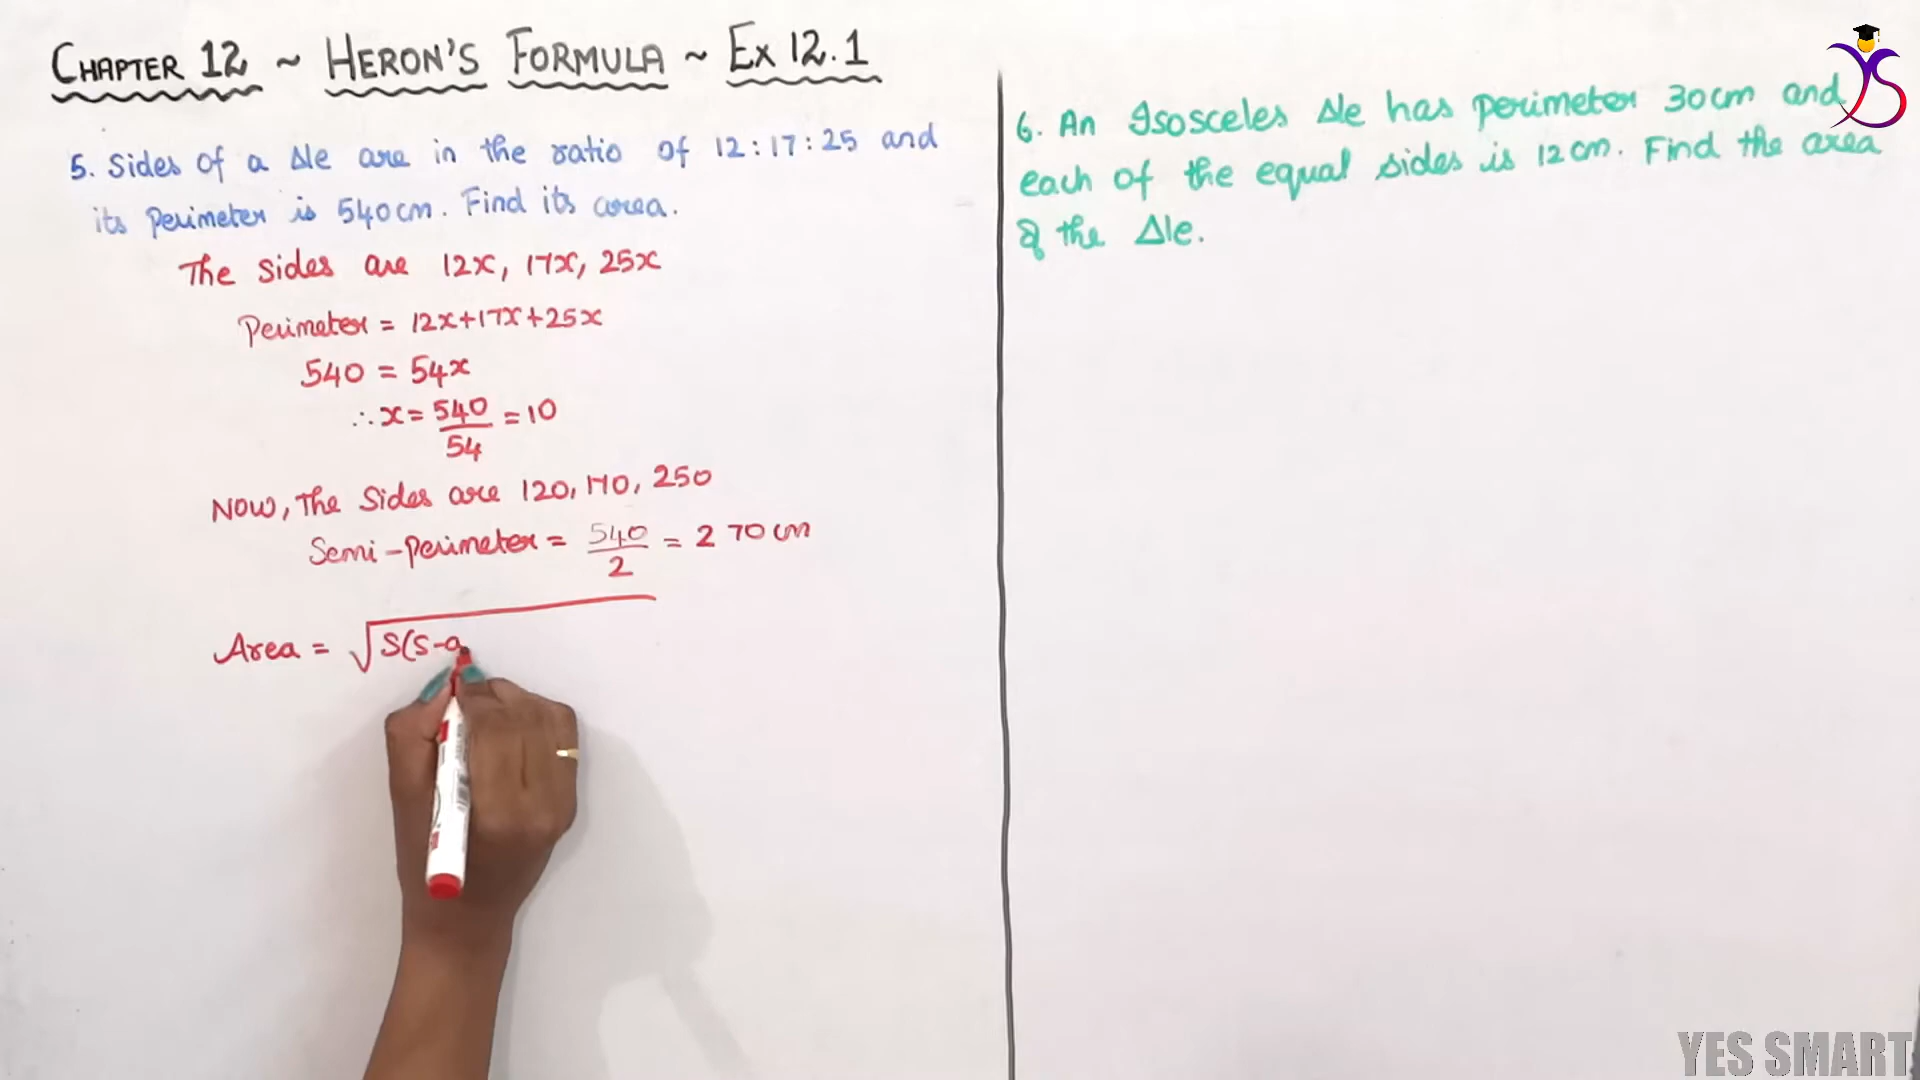 CHAPTER 12 ~ HERON'S FORMULA ~ EX 12.1
5. Sides of a Δle are in the ratio of 12:17:25 and
its perimeter is 540cm. Find its area.
The sides are 12x, 17x, 25x
Perimeter = 12x+17x+25x
540 = 54x
∴x = 540/54 = 10
Now, The Sides are 120, 170, 250
Semi-perimeter = 540/2 = 270 cm
Area = √S(S-a
6. An Isosceles Δle has perimeter 30cm and
each of the equal sides is 12cm. Find the area
of the Δle.
YS
YES SMART